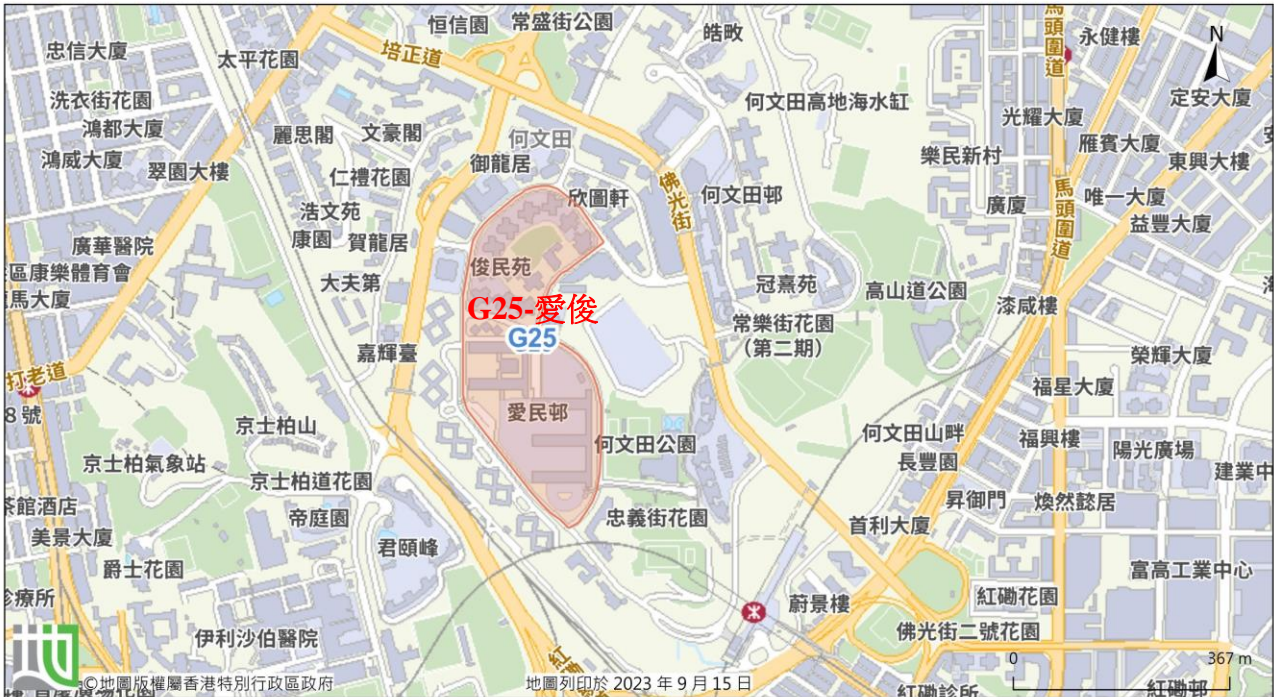 恒信園
常盛街公園
皓畋
馬頭圍道
永健樓
N
忠信大廈
太平花園
培正道
洗衣街花園
何文田高地海水缸
定安大廈
鴻都大廈
麗思閣
文豪閣
何文田
光耀大廈
雁賓大廈
鴻威大廈
翠園大樓
仁禮花園
御龍居
樂民新村
東興大樓
浩文苑
欣圖軒
佛光街
何文田邨
廣厦
馬頭圍道
唯一大廈
廣華醫院
康園
賀龍居
益豐大廈
區康樂體育會
大夫第
俊民苑
冠熹苑
高山道公園
馬大廈
G25-愛俊
漆咸樓
G25
常樂街花園
(第二期)
嘉輝臺
榮輝大廈
打老道
福星大廈
8 號
愛民邨
京士柏山
何文田公園
何文田山畔
福興樓
陽光廣場
京士柏氣象站
長豐園
建業中
京士柏道花園
茶館酒店
帝庭園
忠義街花園
昇御門
煥然懿居
美景大廈
首利大廈
君頤峰
爵士花園
富高工業中心
診療所
蔚景樓
紅磡花園
伊利沙伯醫院
佛光街二號花園
紅
0
367 m
©地圖版權屬香港特別行政區政府
地圖列印於 2023 年 9 月 15 日
紅磡診所
紅磡邨